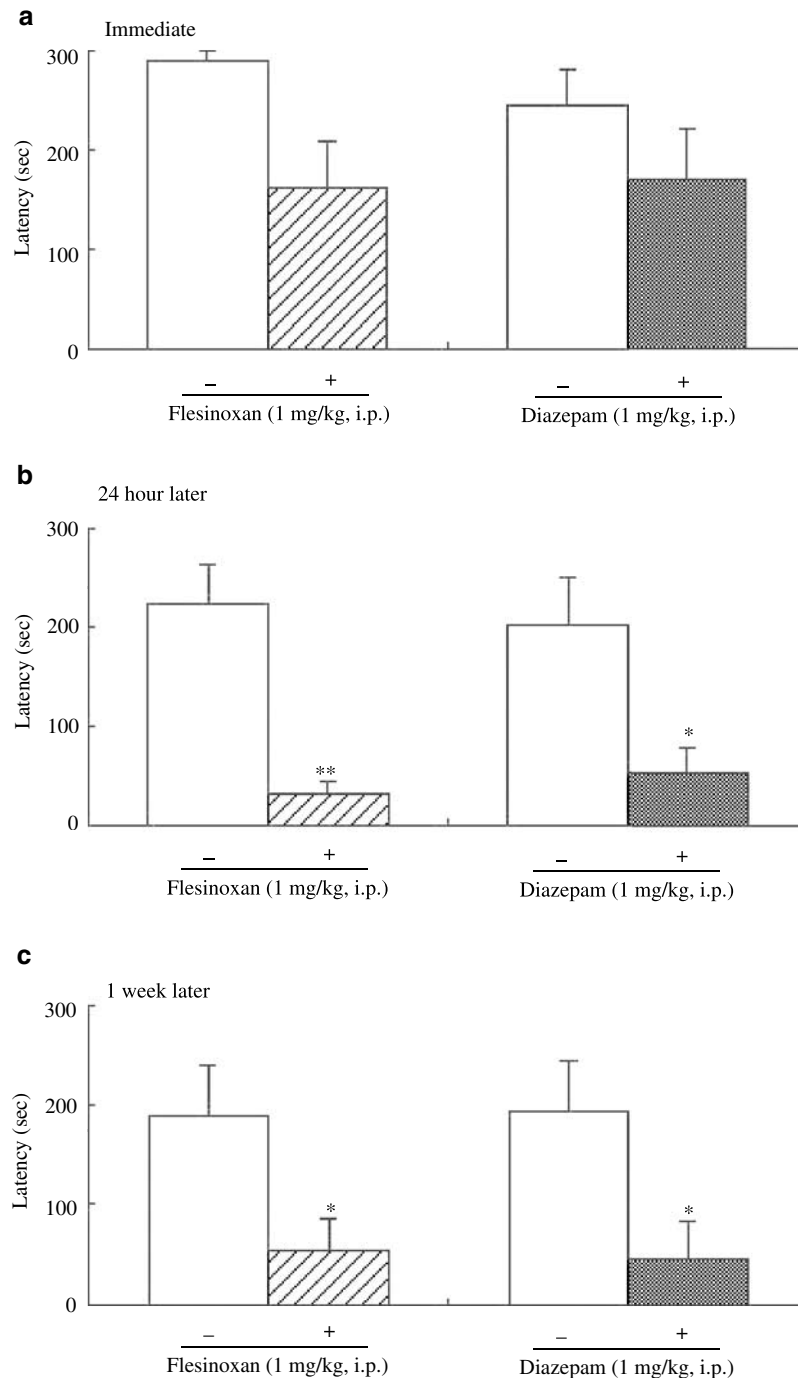 a
Immediate
300
200
100
0
Latency (sec)
– + – +
Flesinoxan (1 mg/kg, i.p.) Diazepam (1 mg/kg, i.p.)
b
24 hour later
300
200
100
0
Latency (sec)
** *
– + – +
Flesinoxan (1 mg/kg, i.p.) Diazepam (1 mg/kg, i.p.)
c
1 week later
300
200
100
0
Latency (sec)
* *
– + – +
Flesinoxan (1 mg/kg, i.p.) Diazepam (1 mg/kg, i.p.)